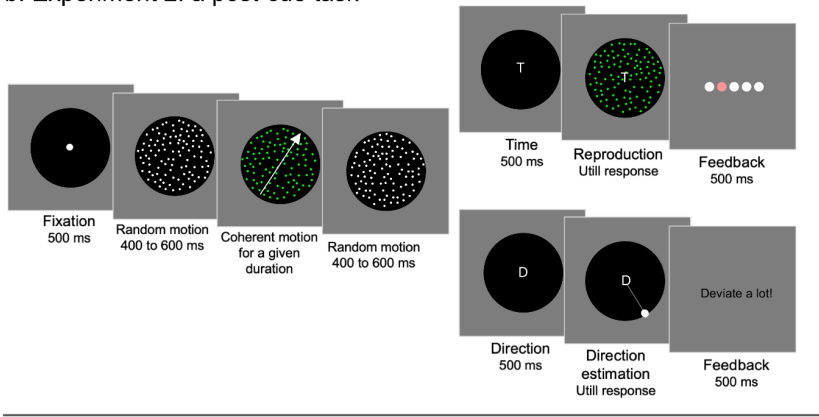 b. Experiment 2: a post-cue task
Fixation
500 ms
Random motion
400 to 600 ms
Coherent motion
for a given
duration
Random motion
400 to 600 ms
T
Time
500 ms
T
Reproduction
Utill response
Feedback
500 ms
D
Direction
500 ms
D
Direction
estimation
Utill response
Deviate a lot!
Feedback
500 ms